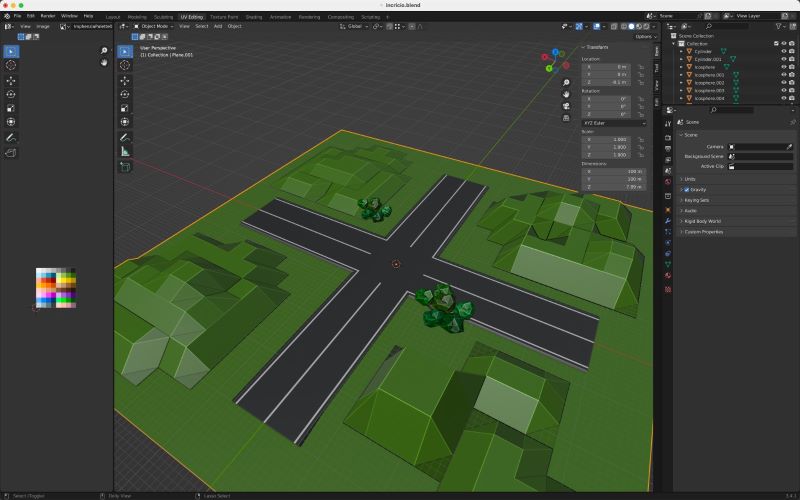 Incricio.blend
File Edit Render Window Help
Layout Modeling Sculpting UV Editing Texture Paint Shading Animation Rendering Compositing
Scene
View Layer
View Image
Object Mode View Select Add Object
Global
Options
User Perspective
(1) Collection | Plane.001
Transform
Location:
X 0 m
Y 0 m
Z -0.1 m
Rotation:
X 0°
Y 0°
Z 0°
XYZ Euler
Scale:
X 1.000
Y 1.000
Z 1.000
Dimensions:
X 100 m
Y 100 m
Z 7.99 m
Item
Tool
View
Edit
Scene Collection
Collection
Cylinder
Cylinder.001
Icosphere
Icosphere.001
Icosphere.002
Icosphere.003
Icosphere.004
Scene
Scene
Camera
Background Scene
Active Clip
Units
Gravity
Keying Sets
Audio
Rigid Body World
Custom Properties
Select (Toggle)
Dolly View
Lasso Select